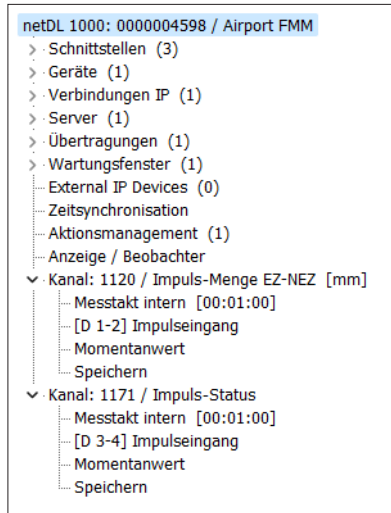 netDL 1000: 0000004598 / Airport FMM
Schnittstellen (3)
Geräte (1)
Verbindungen IP (1)
Server (1)
Übertragungen (1)
Wartungsfenster (1)
External IP Devices (0)
Zeitsynchronisation
Aktionsmanagement (1)
Anzeige / Beobachter
Kanal: 1120 / Impuls-Menge EZ-NEZ [mm]
Messtakt intern [00:01:00]
[D 1-2] Impulseingang
Momentanwert
Speichern
Kanal: 1171 / Impuls-Status
Messtakt intern [00:01:00]
[D 3-4] Impulseingang
Momentanwert
Speichern